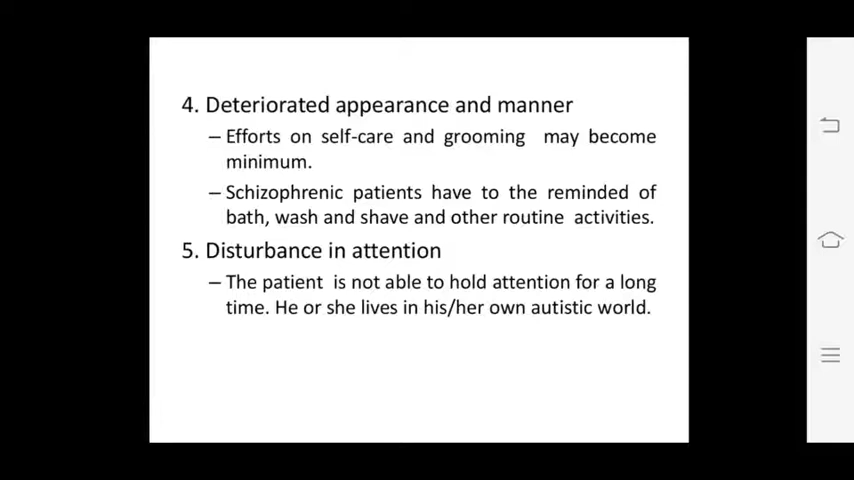 4. Deteriorated appearance and manner
– Efforts on self-care and grooming may become
minimum.
– Schizophrenic patients have to the reminded of
bath, wash and shave and other routine activities.
5. Disturbance in attention
– The patient is not able to hold attention for a long
time. He or she lives in his/her own autistic world.